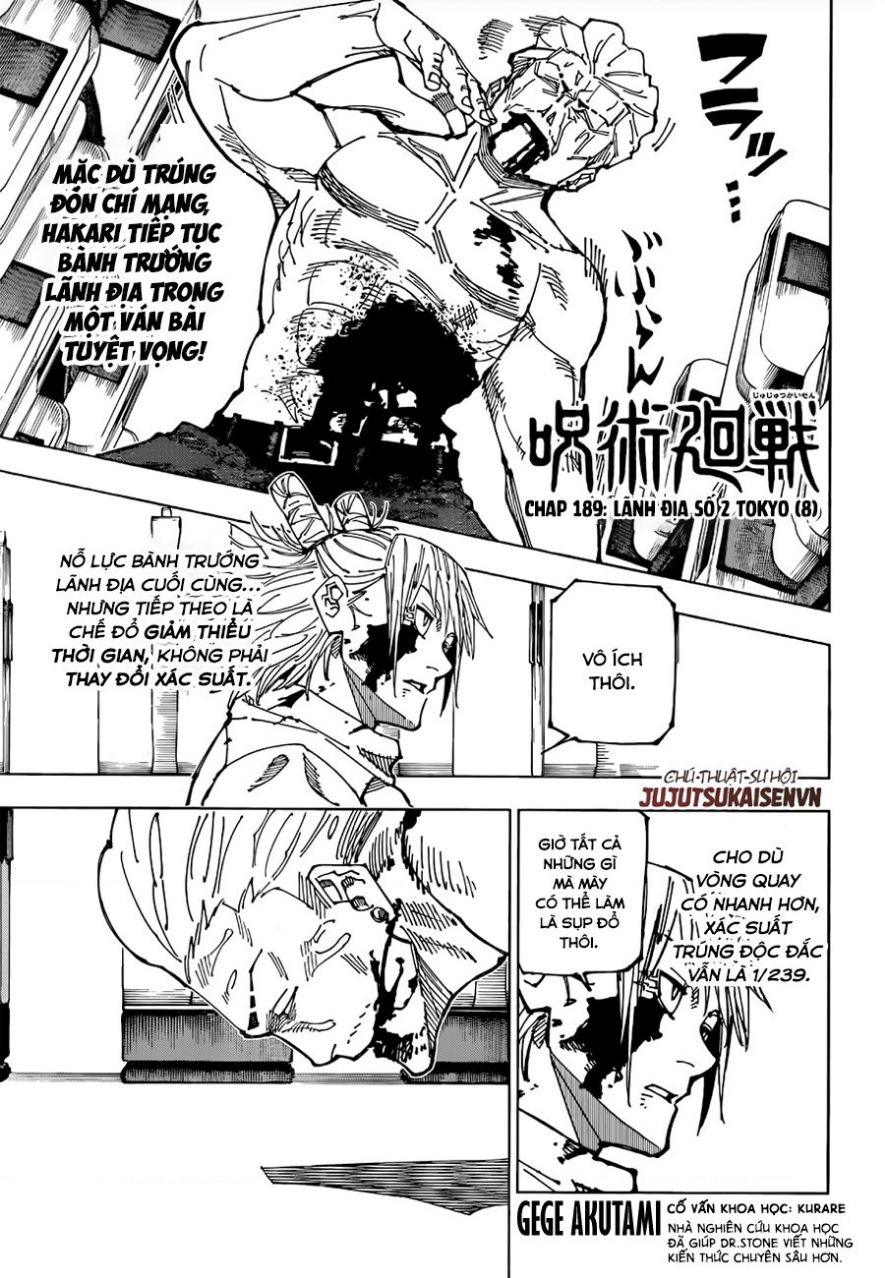 フラッ…
MẶC DÙ TRÚNG
ĐÓN CHÍ MẠNG,
HAKARI TIẾP TỤC
BÀNH TRƯỚNG
LÃNH ĐỊA TRONG
MỘT VÁN BÀI
TUYỆT VỌNG!
じゅじゅつかいせん
呪術廻戦
CHAP 189: LÃNH ĐỊA SỐ 2 TOKYO (8)
VÔ ÍCH
THÔI.
NỖ LỰC BÀNH TRƯỚNG
LÃNH ĐỊA CUỐI CÙNG...
NHƯNG TIẾP THEO LÀ
CHẾ ĐỔ GIẢM THIỂU
THỜI GIAN, KHÔNG PHẢI
THAY ĐỔI XÁC SUẤT.
CHÚ-THUẬT-SƯ HỘI
JUJUTSUKAISENVN
CHO DÙ
VÒNG QUAY
CÓ NHANH HƠN,
XÁC SUẤT
TRÚNG ĐỘC ĐẮC
VẪN LÀ 1/239.
GIỜ TẤT CẢ
NHỮNG GÌ
MÀ MÀY
CÓ THỂ LÀM
LÀ SỤP ĐỔ
THÔI.
GEGE AKUTAMI
CỐ VẤN KHOA HỌC: KURARE
NHÀ NGHIÊN CỨU KHOA HỌC
ĐÃ GIÚP DR.STONE VIẾT NHỮNG
KIẾN THỨC CHUYÊN SÂU HƠN.